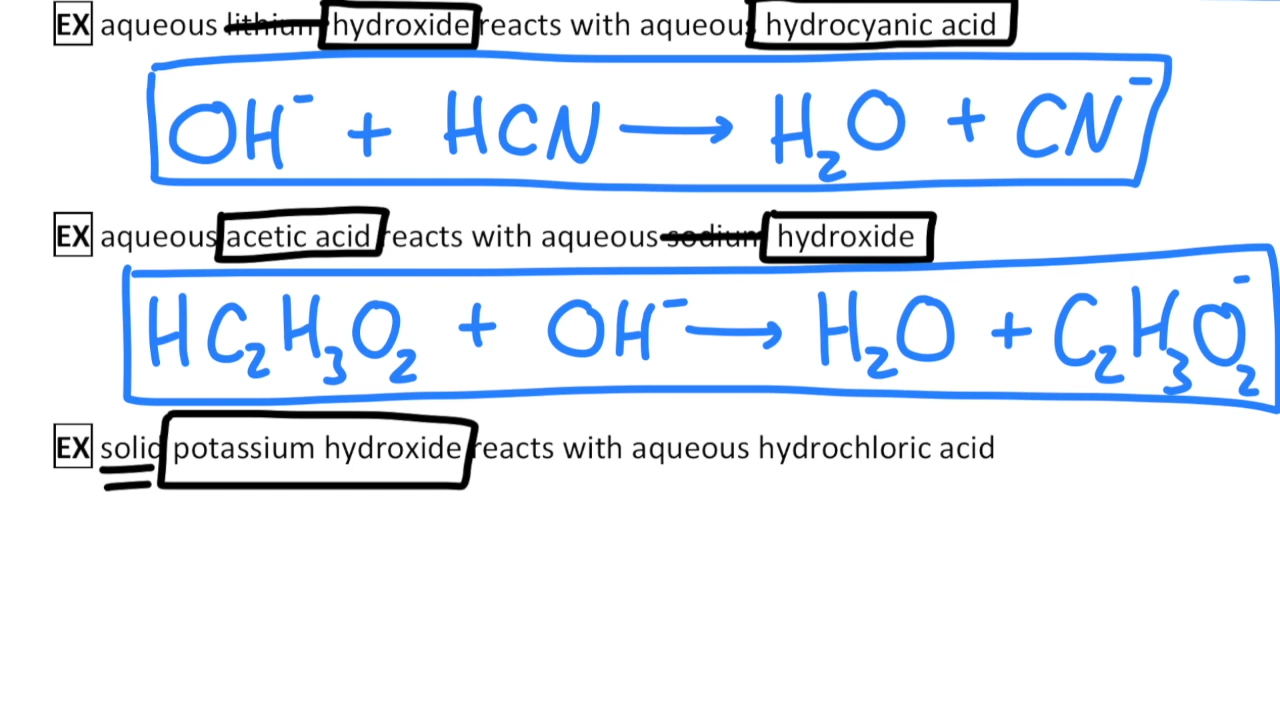 EX aqueous lithium hydroxide reacts with aqueous hydrocyanic acid
OH⁻ + HCN → H₂O + CN⁻
EX aqueous acetic acid reacts with aqueous sodium hydroxide
HC₂H₃O₂ + OH⁻ → H₂O + C₂H₃O₂⁻
EX solid potassium hydroxide reacts with aqueous hydrochloric acid